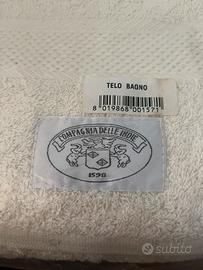 TELO BAGNO
8 019868 001571
COMPAGNIA DELLE INDIE
1598
subito